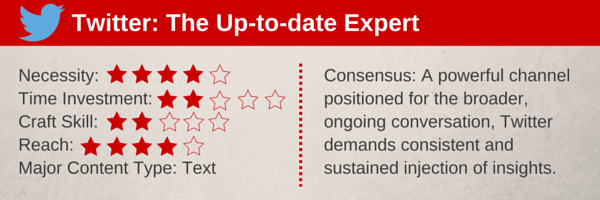 Twitter: The Up-to-date Expert
Necessity:
Time Investment:
Craft Skill:
Reach:
Major Content Type: Text
Consensus: A powerful channel
positioned for the broader,
ongoing conversation, Twitter
demands consistent and
sustained injection of insights.